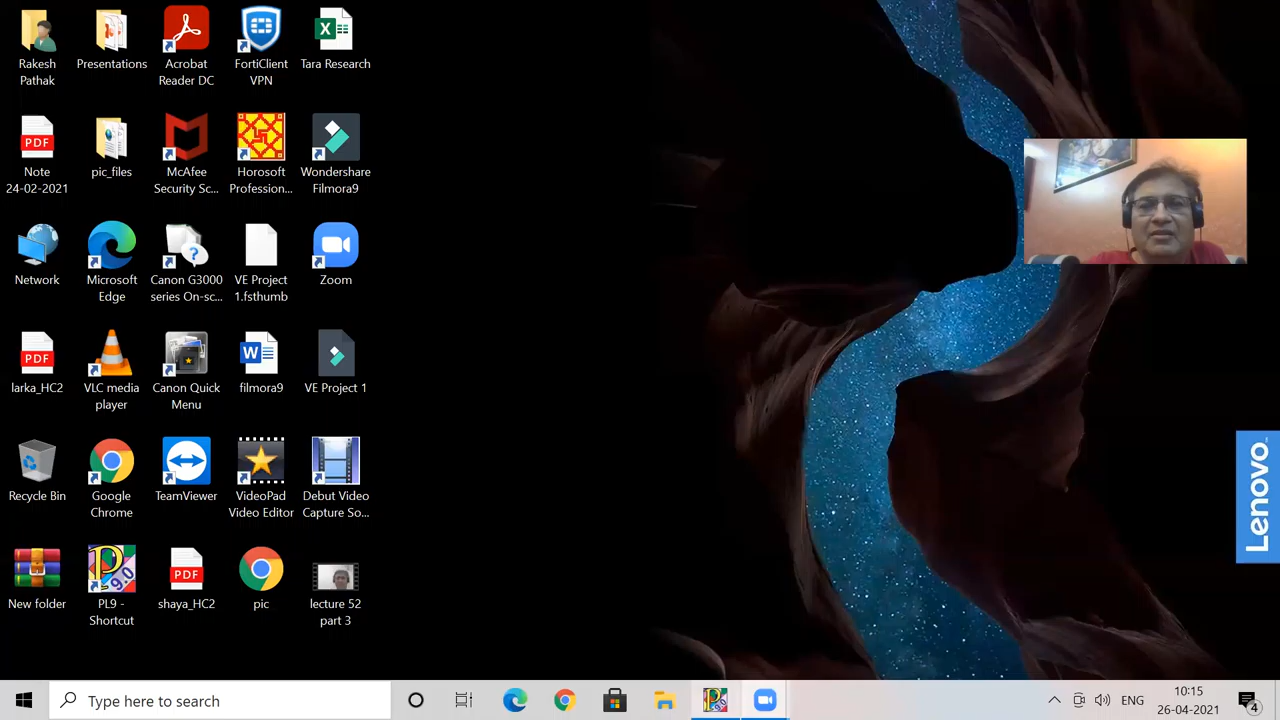 Rakesh
Pathak
Presentations
Acrobat
Reader DC
FortiClient
VPN
Tara Research
PDF
Note
24-02-2021
pic_files
McAfee
Security Sc...
Horosoft
Profession...
Wondershare
Filmora9
Network
Microsoft
Edge
Canon G3000
series On-sc...
VE Project
1.fsthumb
Zoom
PDF
larka_HC2
VLC media
player
Canon Quick
Menu
filmora9
VE Project 1
Recycle Bin
Google
Chrome
TeamViewer
VideoPad
Video Editor
Debut Video
Capture So...
New folder
PL9 -
Shortcut
PDF
shaya_HC2
pic
lecture 52
part 3
Lenovo
Type here to search
ENG
10:15
26-04-2021
4